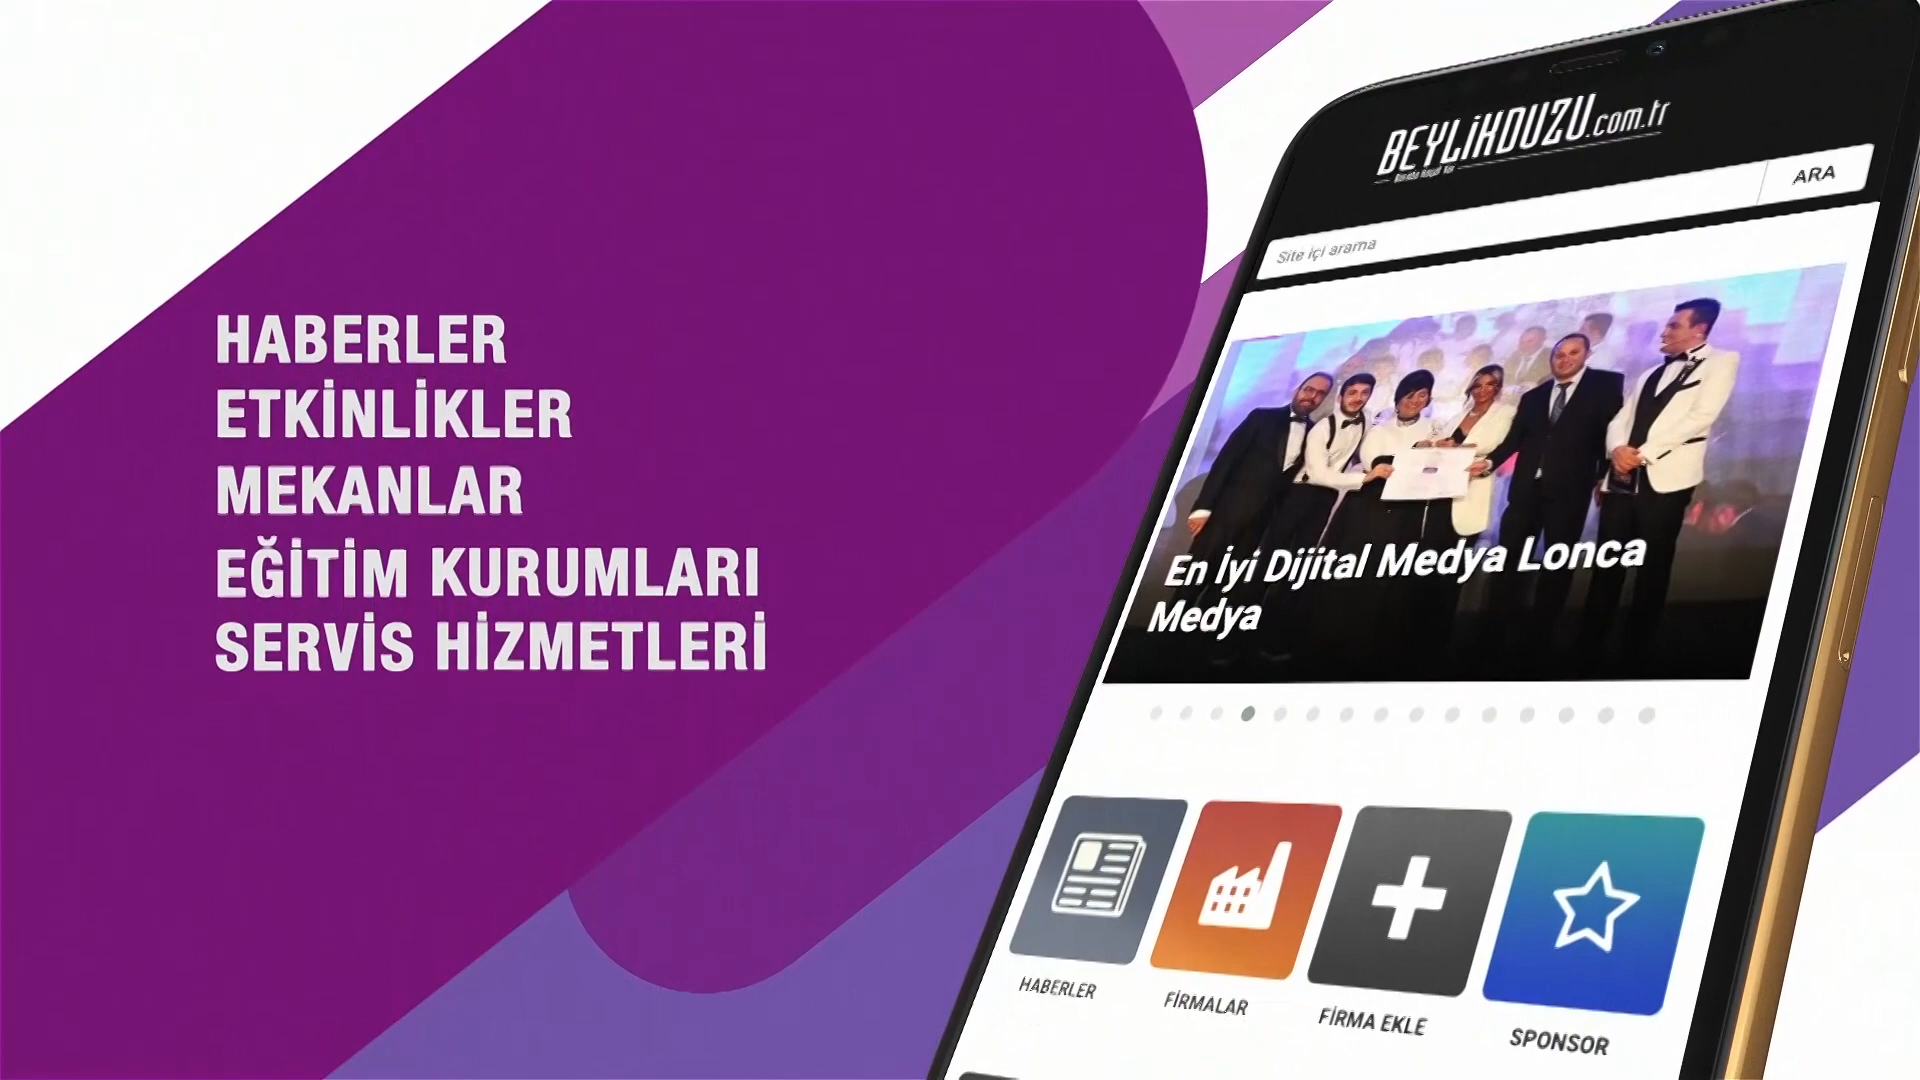 HABERLER
ETKİNLİKLER
MEKANLAR
EĞİTİM KURUMLARI
SERVİS HİZMETLERİ
BEYLİKDUZU.com.tr
ARA
Site içi arama
En İyi Dijital Medya Lonca
Medya
HABERLER
FİRMALAR
FİRMA EKLE
SPONSOR